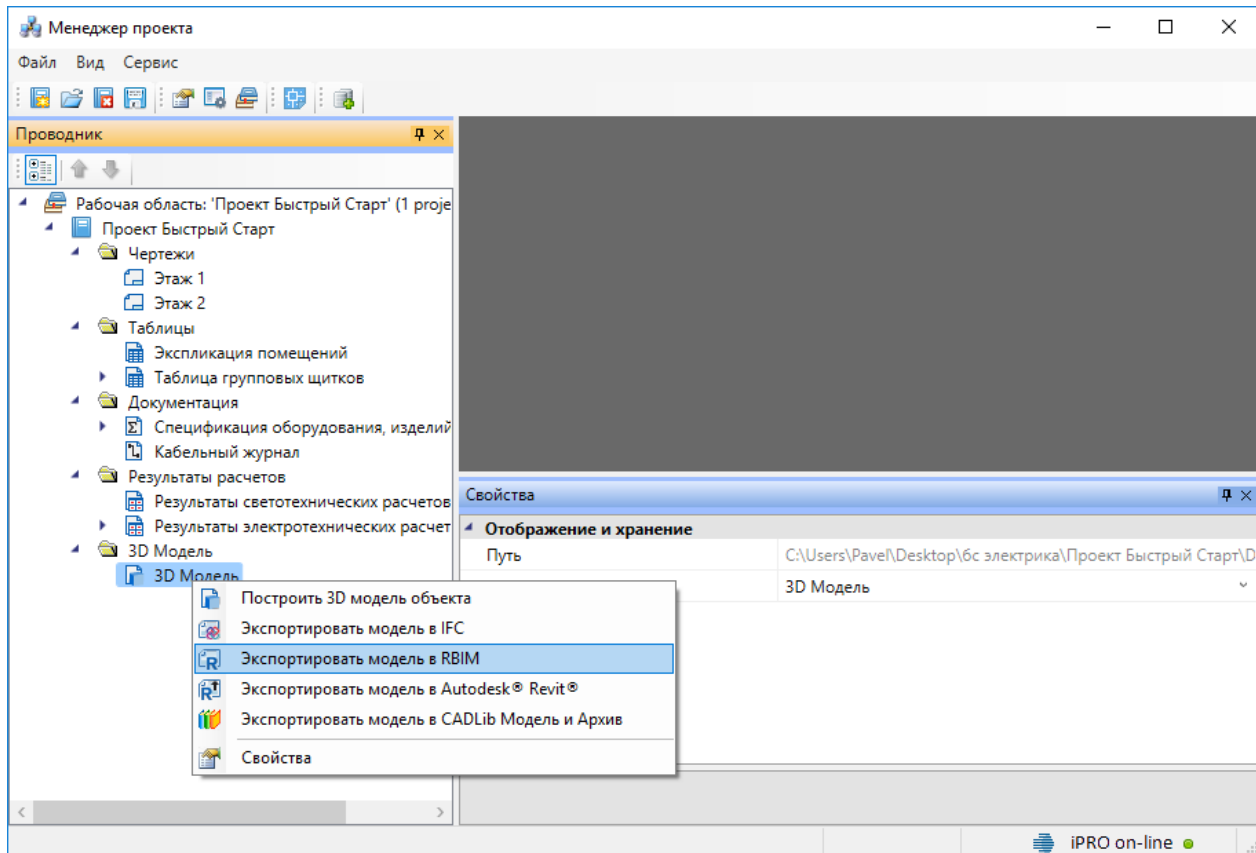 Менеджер проекта
Файл Вид Сервис
Проводник
Рабочая область: 'Проект Быстрый Старт' (1 proje
Проект Быстрый Старт
Чертежи
Этаж 1
Этаж 2
Таблицы
Экспликация помещений
Таблица групповых щитков
Документация
Спецификация оборудования, изделий
Кабельный журнал
Результаты расчетов
Результаты светотехнических расчетов
Результаты электротехнических расчет
3D Модель
3D Модель
Построить 3D модель объекта
Экспортировать модель в IFC
Экспортировать модель в RBIM
Экспортировать модель в Autodesk® Revit®
Экспортировать модель в CADLib Модель и Архив
Свойства
Свойства
Отображение и хранение
Путь C:\Users\Pavel\Desktop\бс электрика\Проект Быстрый Старт\D
3D Модель
iPRO on-line